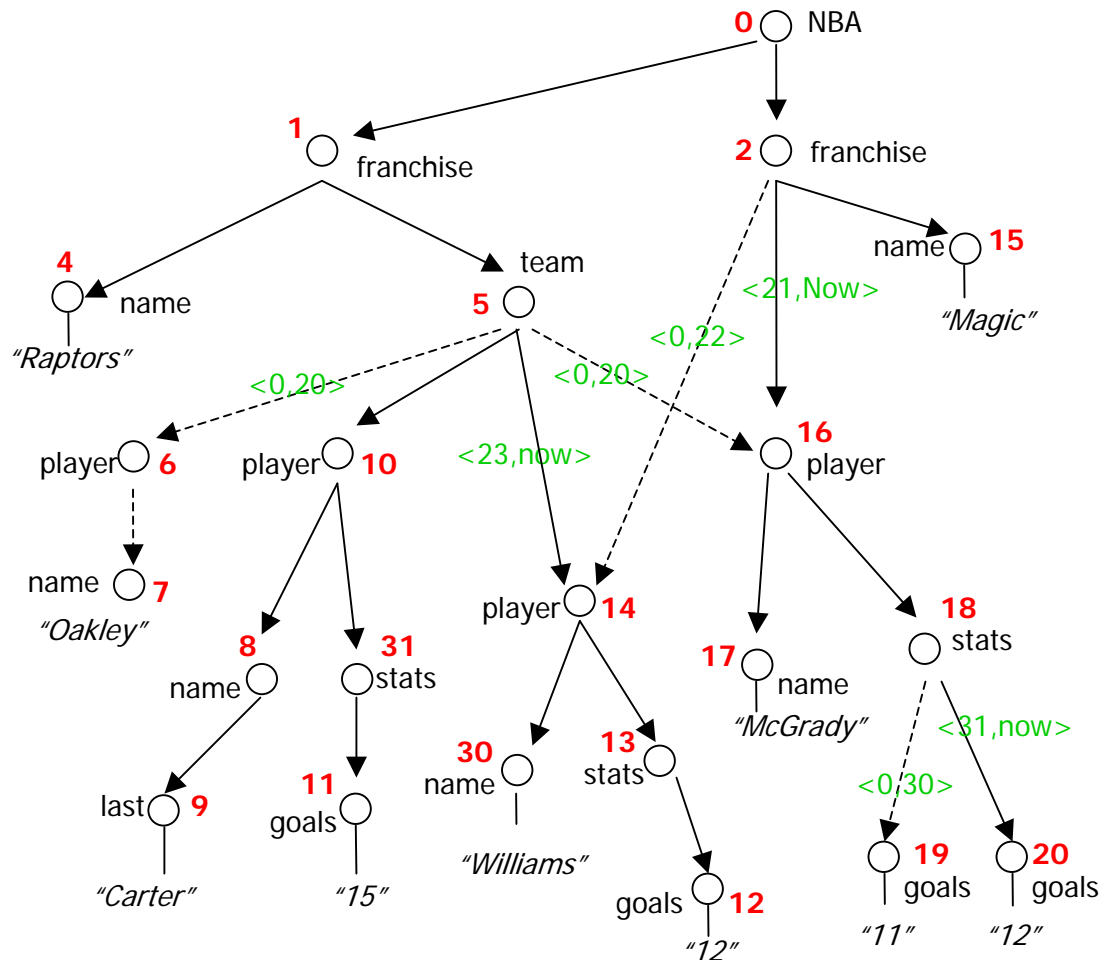 0 NBA
1
franchise
2 franchise
4
name
"Raptors"
team
5
name 15
"Magic"
<21,Now>
<0,22>
<0,20>
<0,20>
player 6
player 10
<23,now>
16
player
name 7
"Oakley"
player 14
8
name
31
stats
17
name
"McGrady"
18
stats
<31,now>
<0,30>
last 9
"Carter"
11
goals
"15"
30
name
"Williams"
13
stats
goals 12
"12"
19
goals
"11"
20
goals
"12"